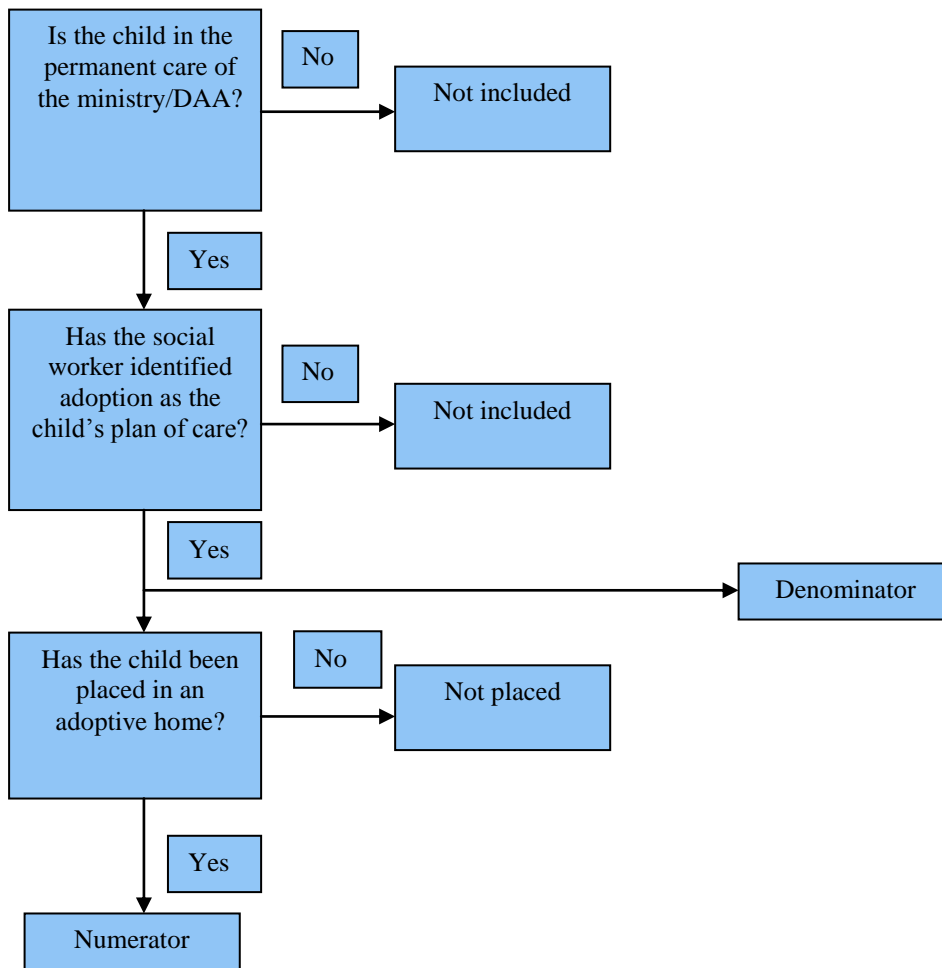 Is the child in the
permanent care of
the ministry/DAA?
No
Not included
Yes
Has the social
worker identified
adoption as the
child’s plan of care?
No
Not included
Yes
Denominator
Has the child been
placed in an
adoptive home?
No
Not placed
Yes
Numerator